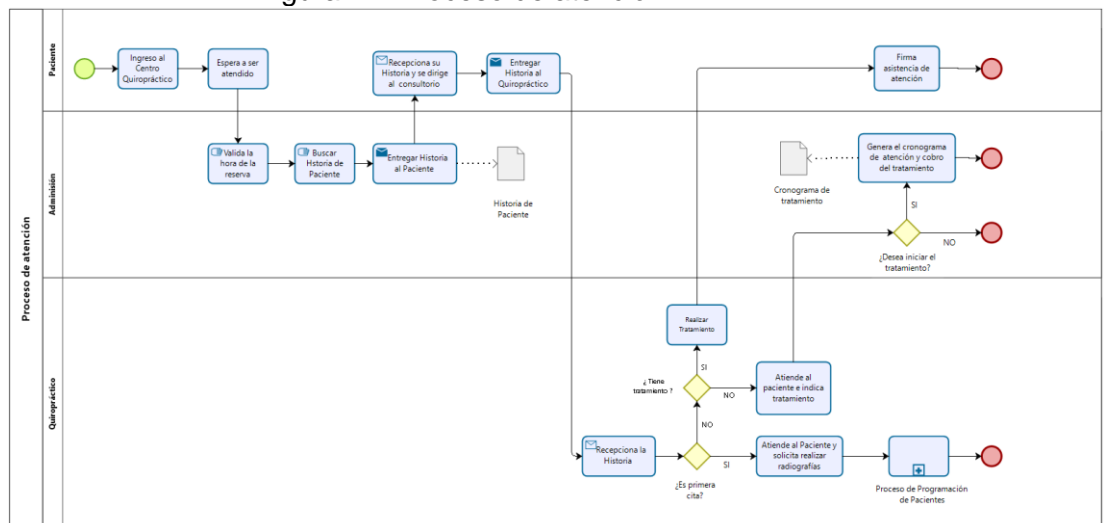 Proceso de atención
Paciente
Ingreso al
Centro
Quiropráctico
Espera a ser
atendido
Recepciona su
Historia y se dirige
al consultorio
Entregar
Historia al
Quiropráctico
Firma
asistencia de
atención
Admisión
Valida la
hora de la
reserva
Buscar
Hstoria de
Paciente
Entregar Historia
al Paciente
Historia de
Paciente
Cronograma de
tratamiento
Genera el cronograma
de atención y cobro
del tratamiento
SI
NO
¿Desea iniciar el
tratamiento?
Quiropráctico
Realizar
Tratamiento
SI
¿ Tiene
tratamiento ?
NO
Atiende al
paciente e indica
tratamiento
NO
Recepciona la
Historia
¿Es primera
cita?
SI
Atiende al Paciente y
solicita realizar
radiografías
Proceso de Programación
de Pacientes